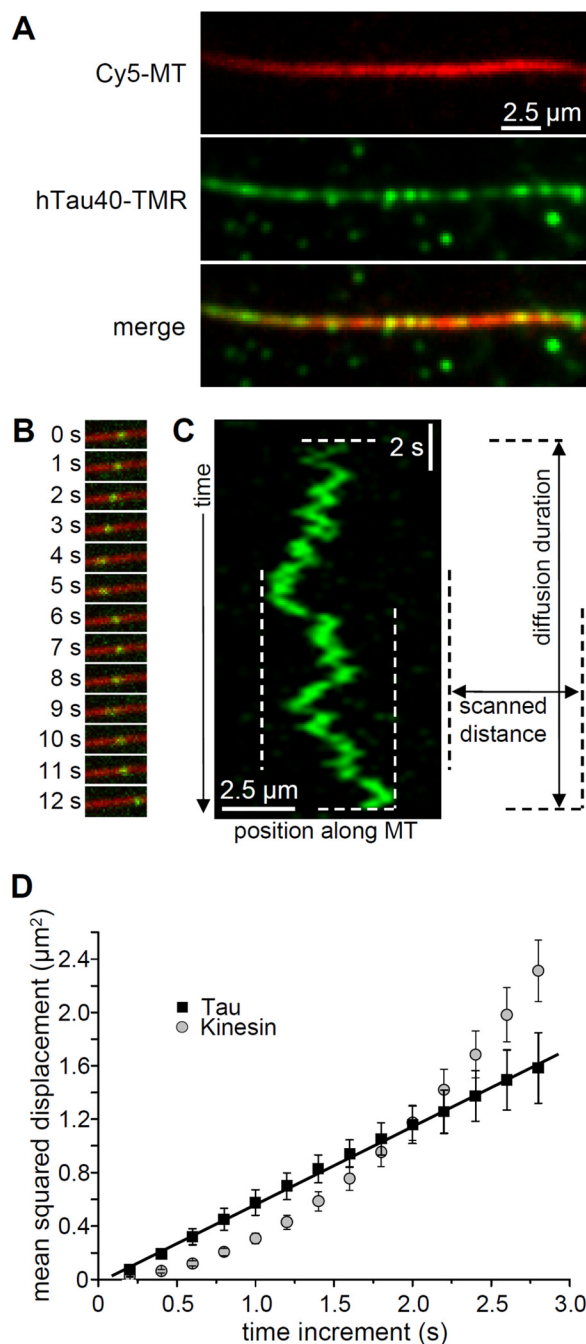 A
Cy5-MT
2.5 µm
hTau40-TMR
merge
B
0 s
1 s
2 s
3 s
4 s
5 s
6 s
7 s
8 s
9 s
10 s
11 s
12 s
C
time
2 s
diffusion duration
scanned
distance
2.5 µm
position along MT
D
mean squared displacement (µm²)
2.4
2.0
1.6
1.2
0.8
0.4
0
Tau
Kinesin
0 0.5 1.0 1.5 2.0 2.5 3.0
time increment (s)